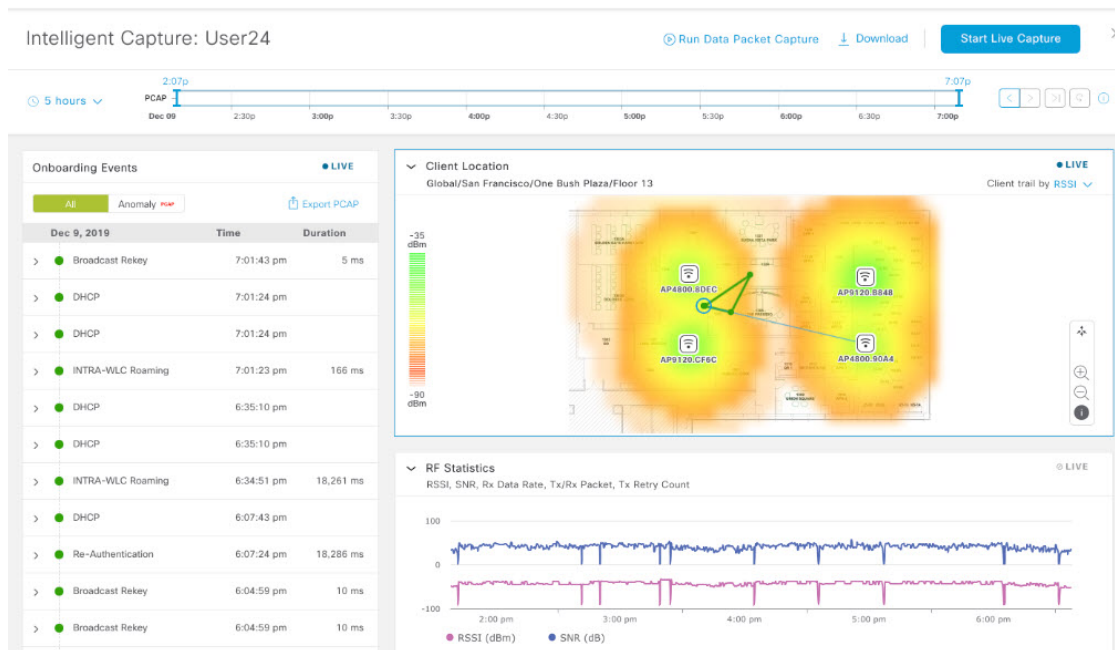 Intelligent Capture: User24
Run Data Packet Capture
Download
Start Live Capture
5 hours
2:07p
7:07p
PCAP
Dec 09
2:30p
3:00p
3:30p
4:00p
4:30p
5:00p
5:30p
6:00p
6:30p
7:00p
Onboarding Events
LIVE
All
Anomaly PCAP
Export PCAP
Dec 9, 2019 Time Duration
Broadcast Rekey 7:01:43 pm 5 ms
DHCP 7:01:24 pm
DHCP 7:01:24 pm
INTRA-WLC Roaming 7:01:23 pm 166 ms
DHCP 6:35:10 pm
DHCP 6:35:10 pm
INTRA-WLC Roaming 6:34:51 pm 18,261 ms
DHCP 6:07:43 pm
Re-Authentication 6:07:24 pm 18,286 ms
Broadcast Rekey 6:04:59 pm 10 ms
Broadcast Rekey 6:04:59 pm 10 ms
Client Location
LIVE
Global/San Francisco/One Bush Plaza/Floor 13
Client trail by RSSI
-35
dBm
-90
dBm
AP4800.8DEC
AP9120.8848
AP9120.CF6C
AP4800.90A4
RF Statistics
LIVE
RSSI, SNR, Rx Data Rate, Tx/Rx Packet, Tx Retry Count
100
0
-100
2:00 pm
3:00 pm
4:00 pm
5:00 pm
6:00 pm
RSSI (dBm)
SNR (dB)